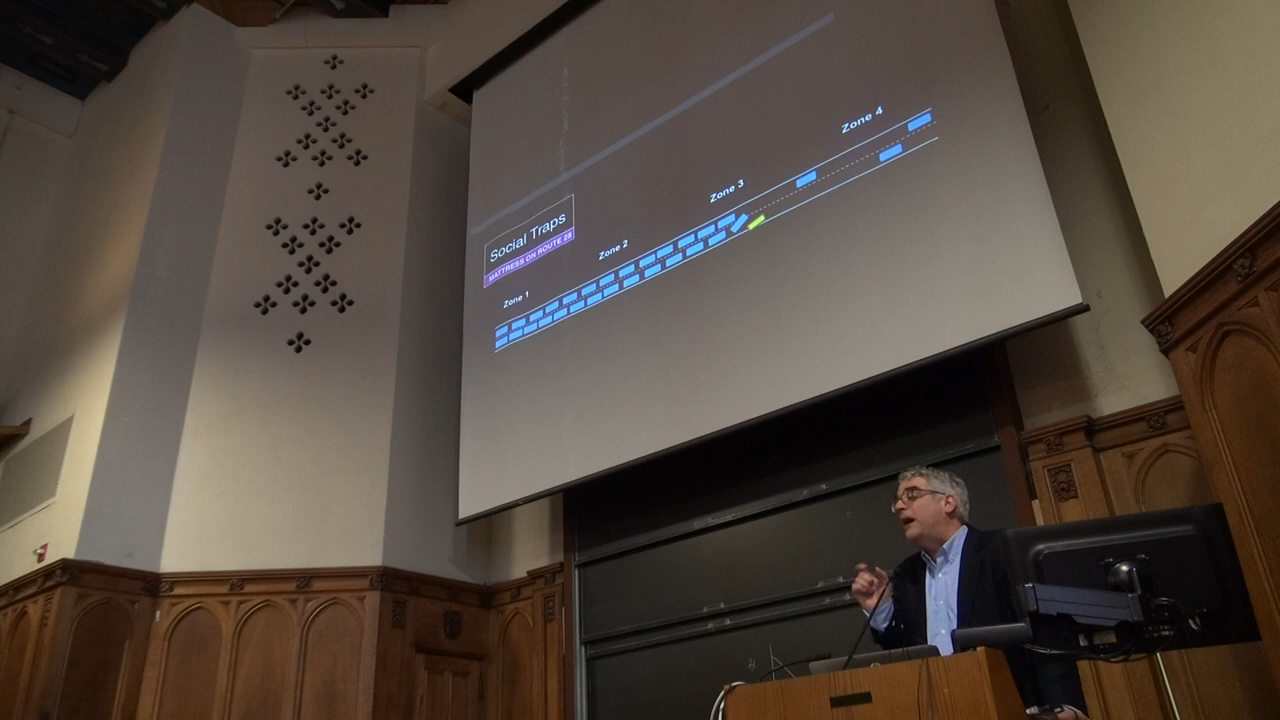 Social Traps
MATTRESS ON ROUTE 28
Zone 1
Zone 2
Zone 3
Zone 4